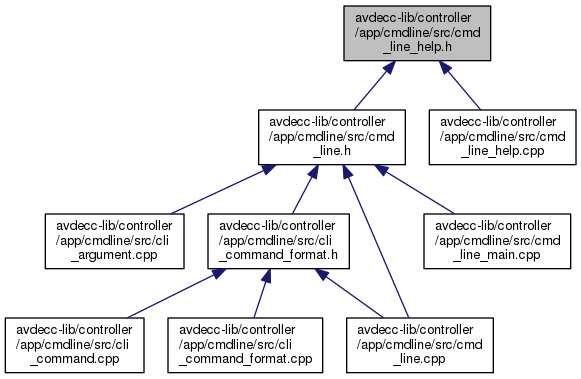 avdecc-lib/controller
/app/cmdline/src/cmd
_line_help.h
avdecc-lib/controller
/app/cmdline/src/cmd
_line.h
avdecc-lib/controller
/app/cmdline/src/cmd
_line_help.cpp
avdecc-lib/controller
/app/cmdline/src/cli
_argument.cpp
avdecc-lib/controller
/app/cmdline/src/cli
_command_format.h
avdecc-lib/controller
/app/cmdline/src/cmd
_line_main.cpp
avdecc-lib/controller
/app/cmdline/src/cli
_command.cpp
avdecc-lib/controller
/app/cmdline/src/cli
_command_format.cpp
avdecc-lib/controller
/app/cmdline/src/cmd
_line.cpp